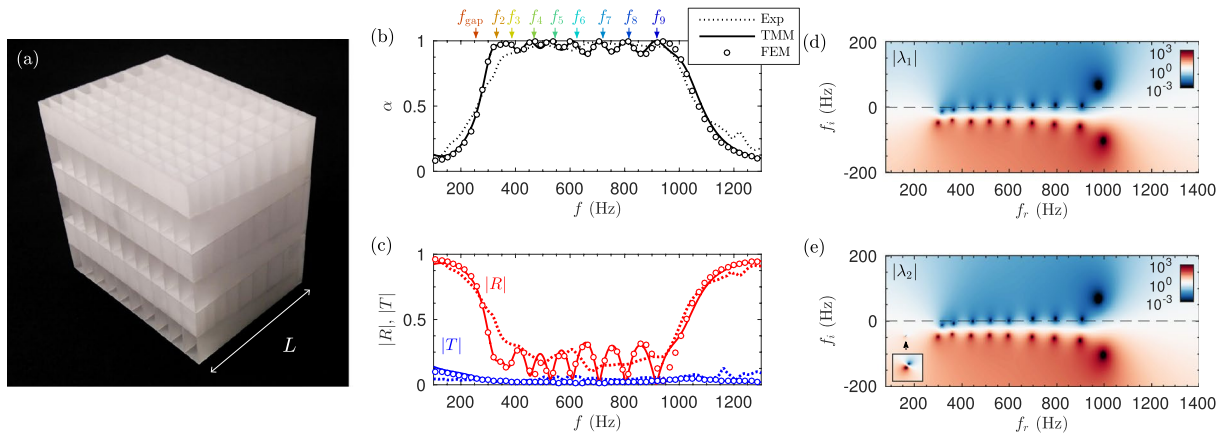 (a)
L
f_gap f_2 f_3 f_4 f_5 f_6 f_7 f_8 f_9
(b)
Exp
TMM
FEM
1
0.5
0
α
200 400 600 800 1000 1200
f (Hz)
(c)
1
0.5
0
|R|, |T|
|R|
|T|
200 400 600 800 1000 1200
f (Hz)
(d)
|λ_1|
10^3
10^0
10^-3
200
100
0
-100
-200
f_i (Hz)
200 400 600 800 1000 1200 1400
f_r (Hz)
(e)
|λ_2|
10^3
10^0
10^-3
200
100
0
-100
-200
f_i (Hz)
200 400 600 800 1000 1200 1400
f_r (Hz)